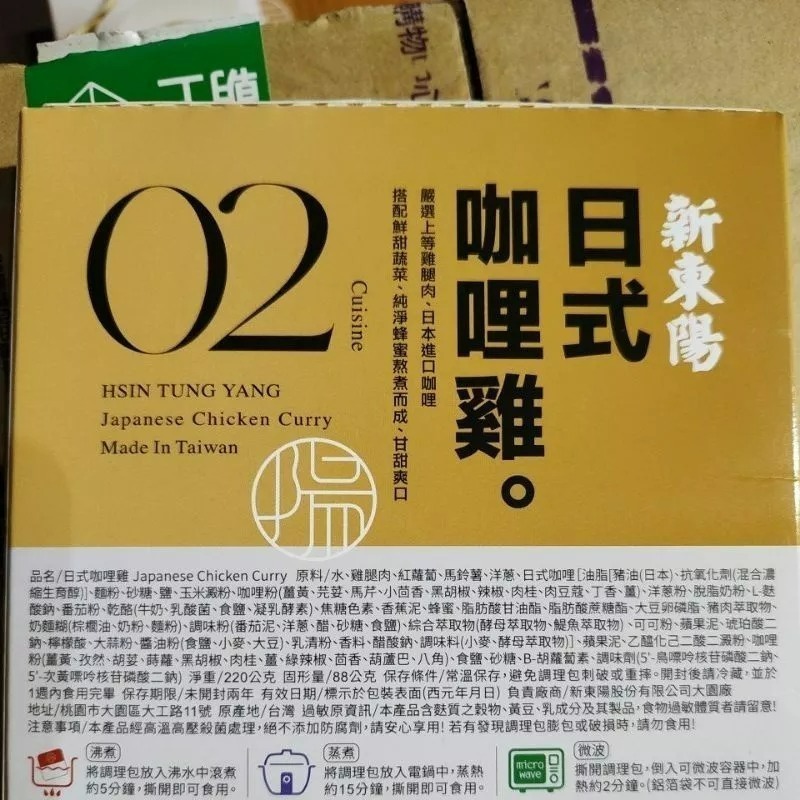 購物
02
Cuisine
HSIN TUNG YANG
Japanese Chicken Curry
Made In Taiwan
新東陽
日式
咖哩雞。
嚴選上等雞腿肉、日本進口咖哩
搭配鮮甜蔬菜、純淨蜂蜜熬煮而成、甘甜爽口
陽
品名/日式咖哩雞 Japanese Chicken Curry 原料/水、雞腿肉、紅蘿蔔、馬鈴薯、洋蔥、日式咖哩[油脂[豬油(日本)、抗氧化劑(混合濃
縮生育醇)]、麵粉、砂糖、鹽、玉米澱粉、咖哩粉(薑黃、芫荽、馬芹、小茴香、黑胡椒、辣椒、肉桂、肉豆蔻、丁香、薑)、洋蔥粉、脫脂奶粉、L-麩
酸鈉、番茄粉、乾酪(牛奶、乳酸菌、食鹽、凝乳酵素)、焦糖色素、香蕉泥、蜂蜜、脂肪酸甘油酯、脂肪酸蔗糖酯、大豆卵磷脂、豬肉萃取物、
奶麵糊(棕櫚油、奶粉、麵粉)、調味粉(番茄泥、洋蔥、醋、砂糖、食鹽)、綜合萃取物(酵母萃取物、鯷魚萃取物)、可可粉、蘋果泥、琥珀酸二
鈉、檸檬酸、大蒜粉、醬油粉(食鹽、小麥、大豆)、乳清粉、香料、醋酸鈉、調味料(小麥、酵母萃取物)]、蘋果泥、乙醯化己二酸二澱粉、咖哩
粉(薑黃、孜然、胡荽、蒔蘿、黑胡椒、肉桂、薑、綠辣椒、茴香、葫蘆巴、八角)、食鹽、砂糖、B-胡蘿蔔素、調味劑(5'-鳥嘌呤核苷磷酸二鈉、
5'-次黃嘌呤核苷磷酸二鈉) 淨重/220公克 固形量/88公克 保存條件/常溫保存,避免調理包刺破或重摔。開封後請冷藏,並於
1週內食用完畢 保存期限/未開封兩年 有效日期/標示於包裝表面(西元年月日) 負責廠商/新東陽股份有限公司大園廠
地址/桃園市大園區大工路11號 原產地/台灣 過敏原資訊/本產品含麩質之穀物、黃豆、乳成分及其製品,食物過敏體質者請留意!
注意事項/本產品經高溫高壓殺菌處理,絕不添加防腐劑,請安心享用! 若有發現調理包膨包或破損時,請勿食用!
沸煮
將調理包放入沸水中滾煮
約5分鐘,撕開即可食用。
蒸煮
將調理包放入電鍋中,蒸熱
約15分鐘,撕開即可食用。
micro
wave
微波
撕開調理包,倒入可微波容器中,加
熱約2分鐘。(鋁箔袋不可直接微波)